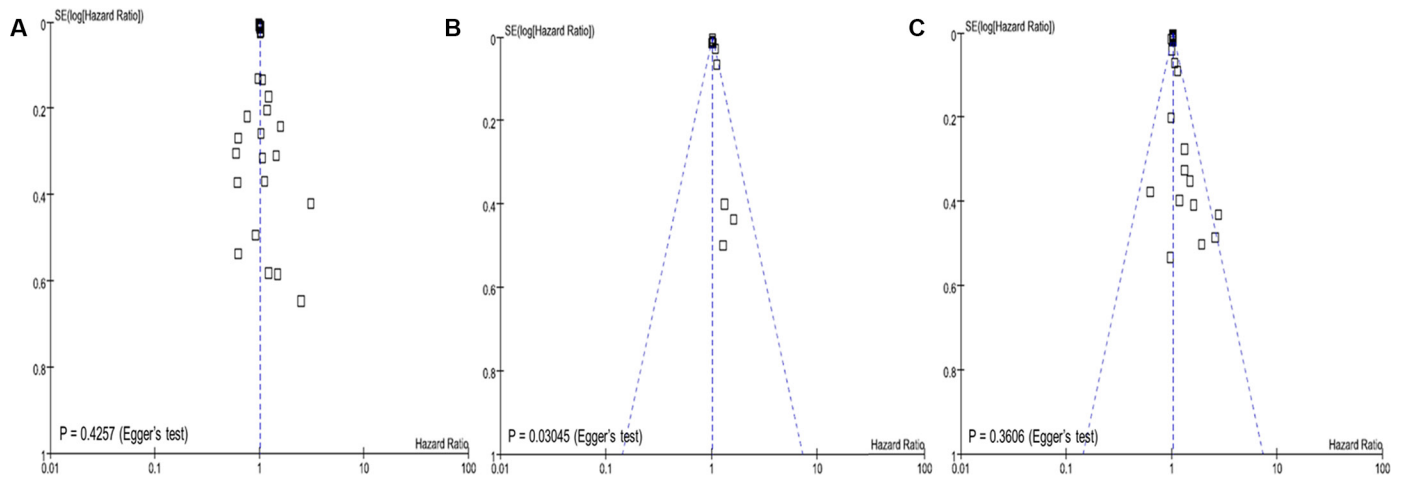 A
SE(log[Hazard Ratio])
0
0.2
0.4
0.6
0.8
1
P = 0.4257 (Egger's test)
Hazard Ratio
0.01 0.1 1 10 100
B
SE(log[Hazard Ratio])
0
0.2
0.4
0.6
0.8
1
P = 0.03045 (Egger's test)
Hazard Ratio
0.01 0.1 1 10 100
C
SE(log[Hazard Ratio])
0
0.2
0.4
0.6
0.8
1
P = 0.3606 (Egger's test)
Hazard Ratio
0.01 0.1 1 10 100